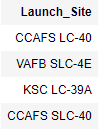 Launch_Site
CCAFS LC-40
VAFB SLC-4E
KSC LC-39A
CCAFS SLC-40